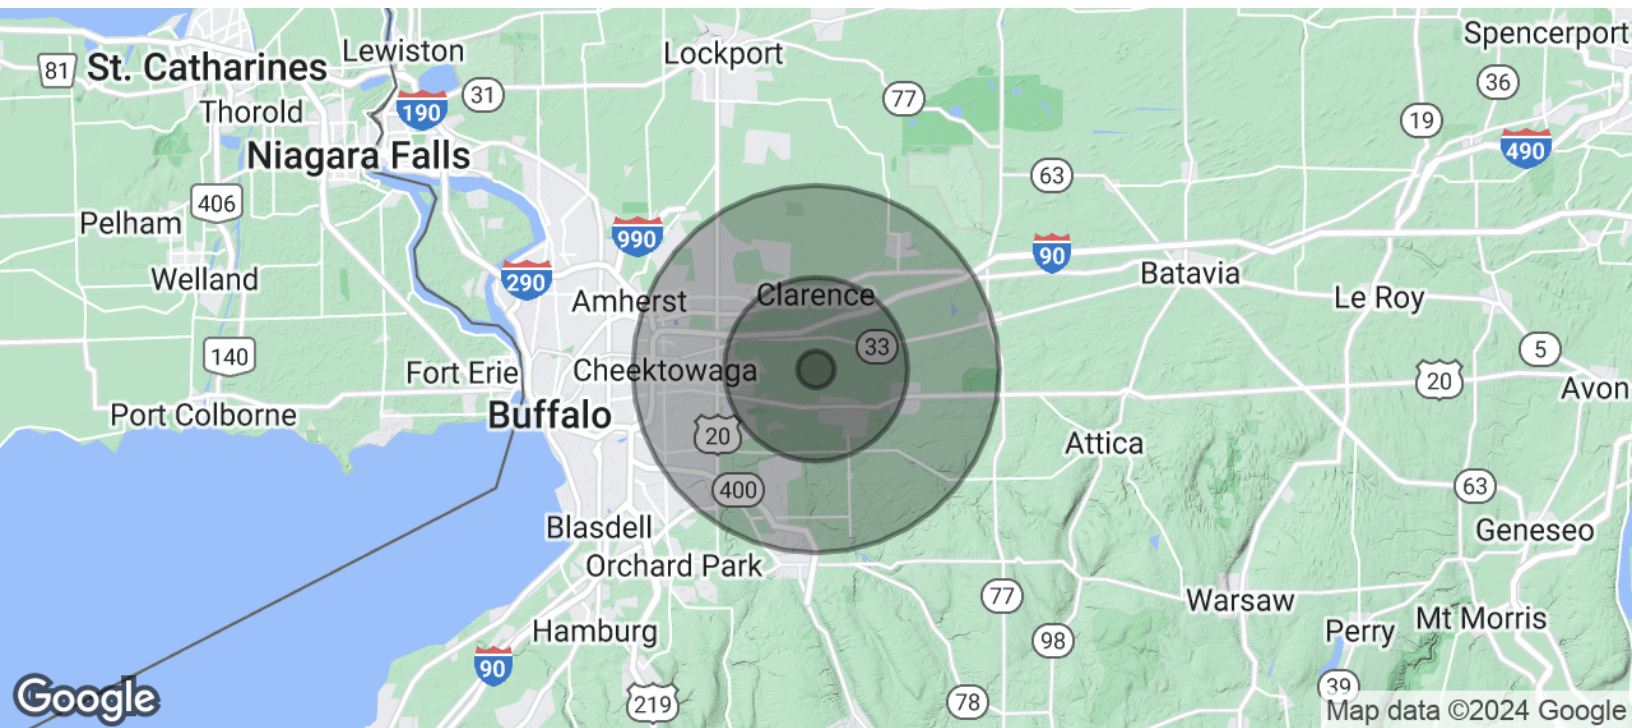 Spencerport
Lewiston
Lockport
81
St. Catharines
36
31
77
190
Thorold
19
490
Niagara Falls
63
406
Pelham
990
90
Batavia
Welland
290
Amherst
Clarence
Le Roy
33
5
140
Fort Erie
Cheektowaga
20
Avon
Port Colborne
Buffalo
20
Attica
400
63
Blasdell
Geneseo
Orchard Park
77
Warsaw
Mt Morris
Hamburg
98
Perry
90
39
Google
219
78
Map data ©2024 Google